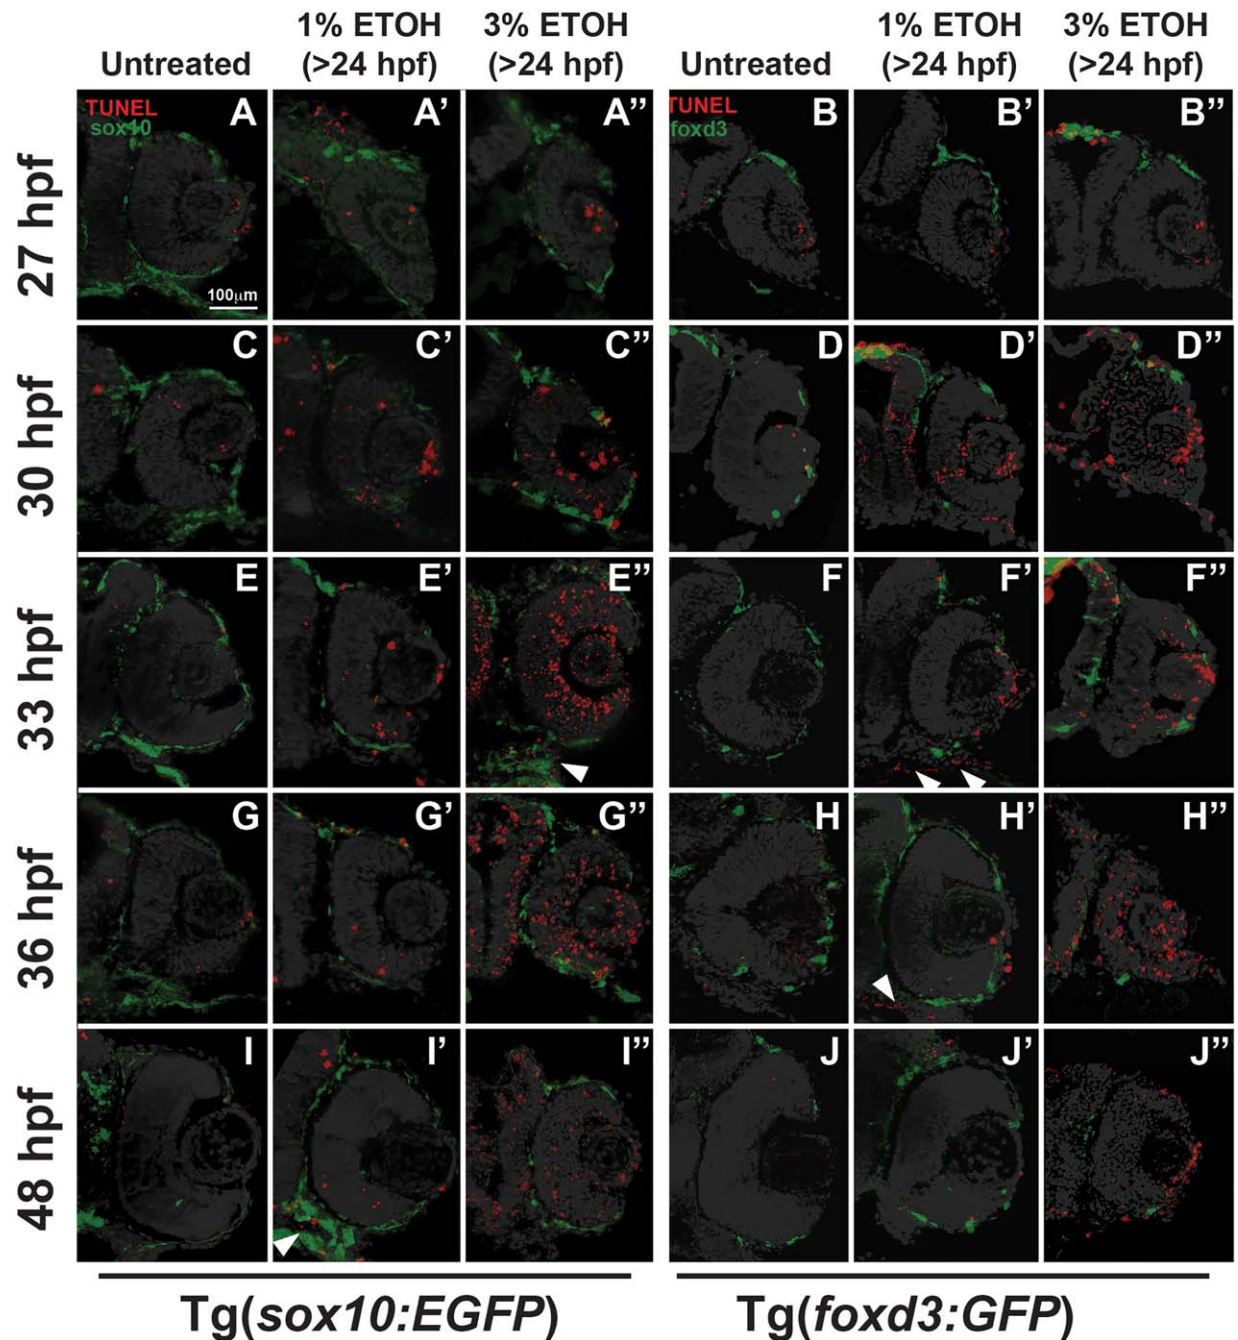 1% ETOH 3% ETOH 1% ETOH 3% ETOH
Untreated (>24 hpf) (>24 hpf) Untreated (>24 hpf) (>24 hpf)
TUNEL A A’ A” TUNEL B B’ B”
sox10 foxd3
27 hpf
100µm
C C’ C” D D’ D”
30 hpf
E E’ E” F F’ F”
33 hpf
G G’ G” H H’ H”
36 hpf
I I’ I” J J’ J”
48 hpf
Tg(sox10:EGFP) Tg(foxd3:GFP)